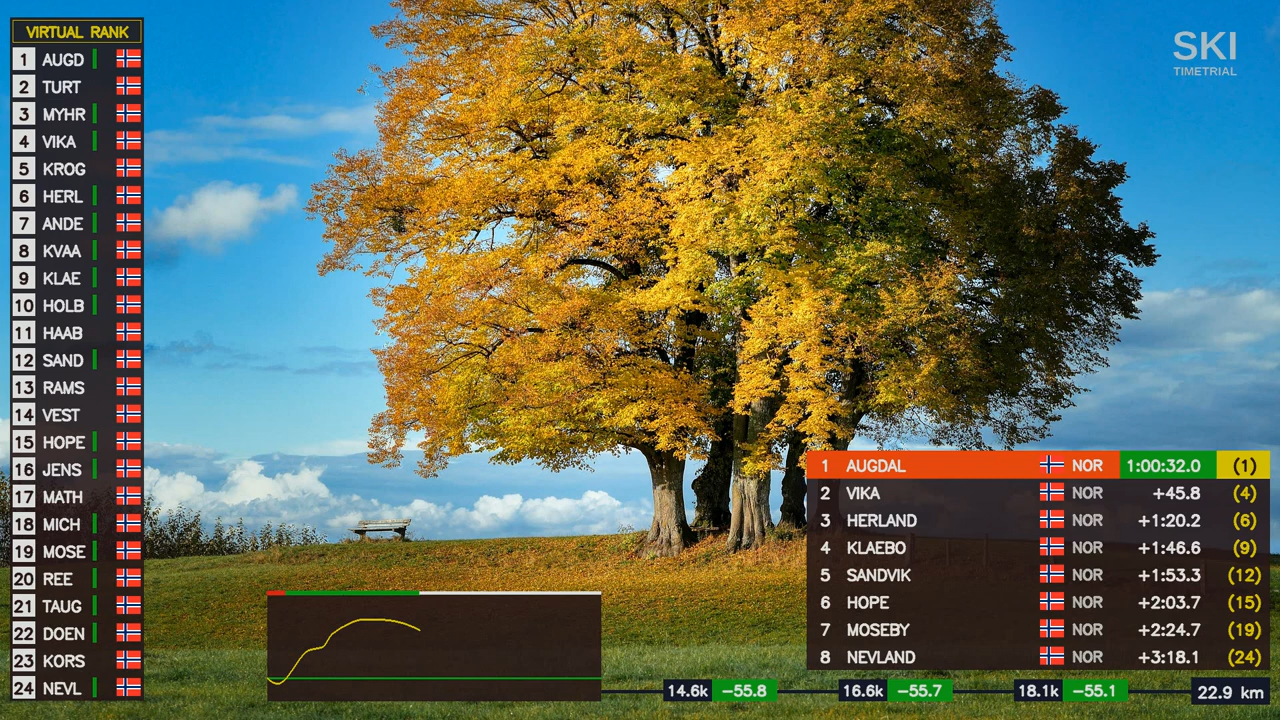 VIRTUAL RANK
1 AUGD
2 TURT
3 MYHR
4 VIKA
5 KROG
6 HERL
7 ANDE
8 KVAA
9 KLAE
10 HOLB
11 HAAB
12 SAND
13 RAMS
14 VEST
15 HOPE
16 JENS
17 MATH
18 MICH
19 MOSE
20 REE
21 TAUG
22 DOEN
23 KORS
24 NEVL
SKI
TIMETRIAL
1 AUGDAL NOR 1:00:32.0 (1)
2 VIKA NOR +45.8 (4)
3 HERLAND NOR +1:20.2 (6)
4 KLAEBO NOR +1:46.6 (9)
5 SANDVIK NOR +1:53.3 (12)
6 HOPE NOR +2:03.7 (15)
7 MOSEBY NOR +2:24.7 (19)
8 NEVLAND NOR +3:18.1 (24)
14.6k -55.8 16.6k -55.7 18.1k -55.1 22.9 km